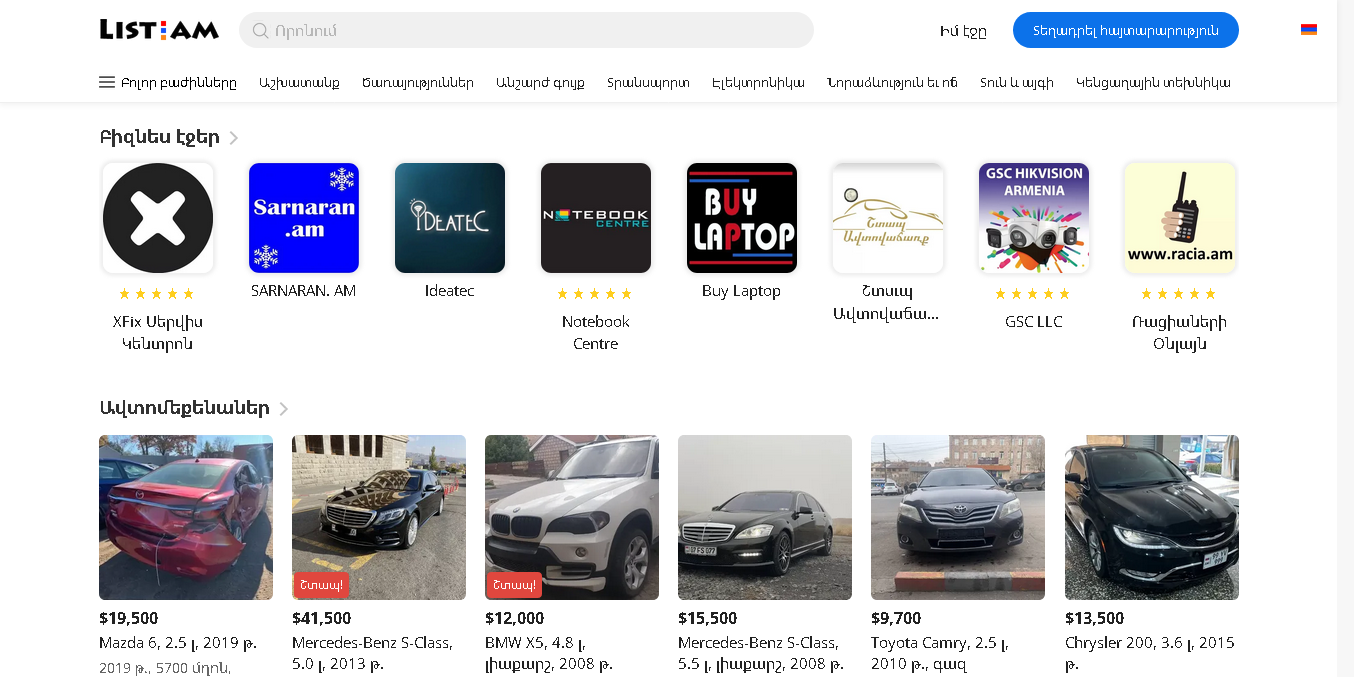 LIST.AM
Որոնում
Իմ էջը
Տեղադրել հայտարարություն
Բոլոր բաժինները
Աշխատանք
Ծառայություններ
Անշարժ գույք
Տրանսպորտ
Էլեկտրոնիկա
Նորաձևություն եւ ոճ
Տուն և այգի
Կենցաղային տեխնիկա
Բիզնես էջեր
Sarnaran
.am
IDEATEC
NOTEBOOK
CENTRE
BUY
LAPTOP
Շտապ
Ավտովաճառք
GSC HIKVISION
ARMENIA
www.racia.am
XFix Սերվիս
Կենտրոն
SARNARAN. AM
Ideatec
Notebook
Centre
Buy Laptop
Շտապ
Ավտովաճա...
GSC LLC
Ռացիաների
Օնլայն
Ավտոմեքենաներ
Շտապ!
Շտապ!
07 FS 077
$19,500
Mazda 6, 2.5 լ, 2019 թ.
2019 թ., 5700 մղոն,
$41,500
Mercedes-Benz S-Class,
5.0 լ, 2013 թ.
$12,000
BMW X5, 4.8 լ,
լիաքարշ, 2008 թ.
$15,500
Mercedes-Benz S-Class,
5.5 լ, լիաքարշ, 2008 թ.
$9,700
Toyota Camry, 2.5 լ,
2010 թ., գազ
$13,500
Chrysler 200, 3.6 լ, 2015
թ.